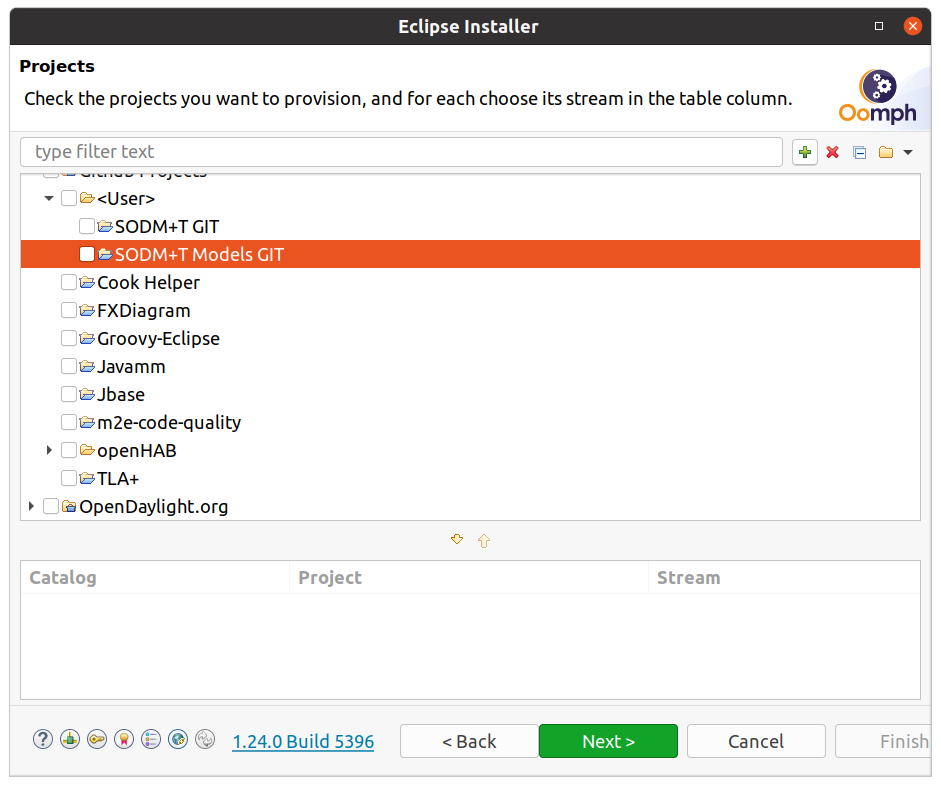 Eclipse Installer
Projects
Check the projects you want to provision, and for each choose its stream in the table column.
Oomph
type filter text
Github Projects
<User>
SODM+T GIT
SODM+T Models GIT
Cook Helper
FXDiagram
Groovy-Eclipse
Javamm
Jbase
m2e-code-quality
openHAB
TLA+
OpenDaylight.org
Catalog Project Stream
? 1.24.0 Build 5396 < Back Next > Cancel Finish